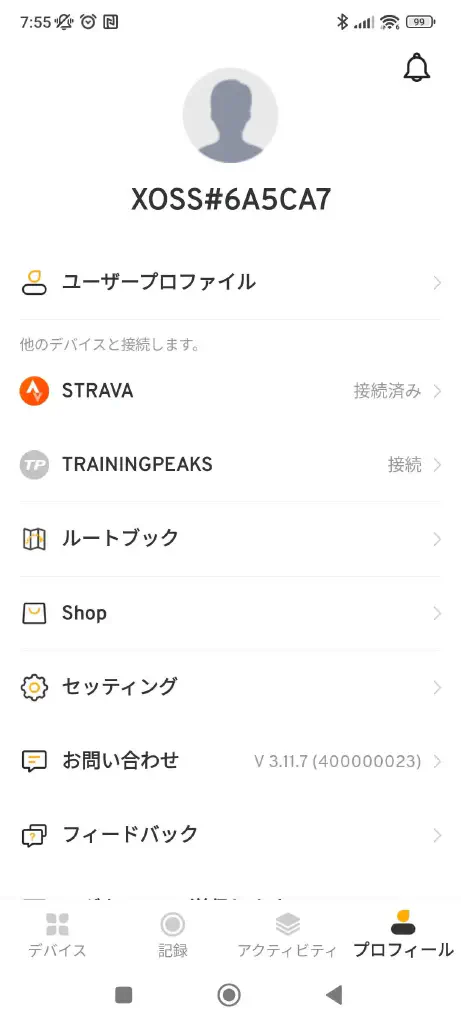 7:55
99
XOSS#6A5CA7
ユーザープロファイル
他のデバイスと接続します。
STRAVA 接続済み
TP TRAININGPEAKS 接続
ルートブック
Shop
セッティング
お問い合わせ V 3.11.7 (400000023)
フィードバック
デバイス 記録 アクティビティ プロフィール